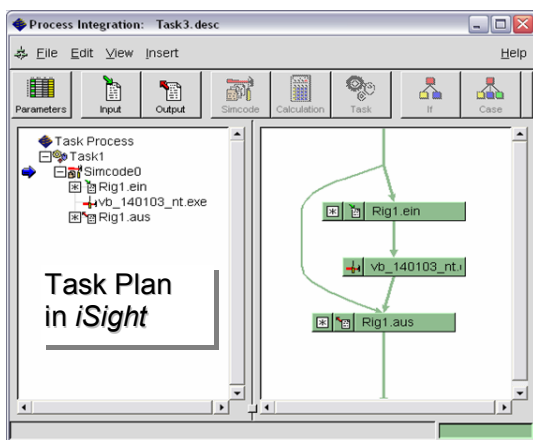 Process Integration: Task3.desc
File Edit View Insert Help
Parameters Input Output Simcode Calculation Task If Case
Task Process
Task1
Simcode0
Rig1.ein
vb_140103_nt.exe
Rig1.aus
Task Plan
in iSight
Rig1.ein
vb_140103_nt.
Rig1.aus